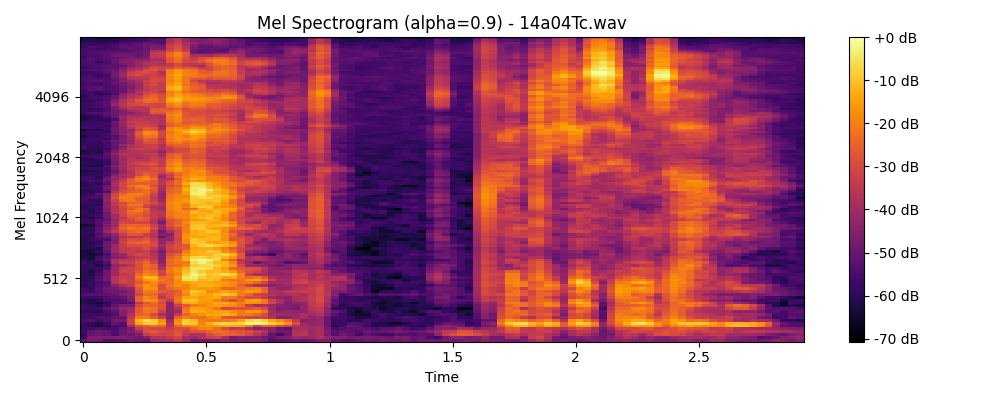 Mel Spectrogram (alpha=0.9) - 14a04Tc.wav
Mel Frequency
4096
2048
1024
512
0
0
0.5
1
1.5
2
2.5
Time
+0 dB
-10 dB
-20 dB
-30 dB
-40 dB
-50 dB
-60 dB
-70 dB